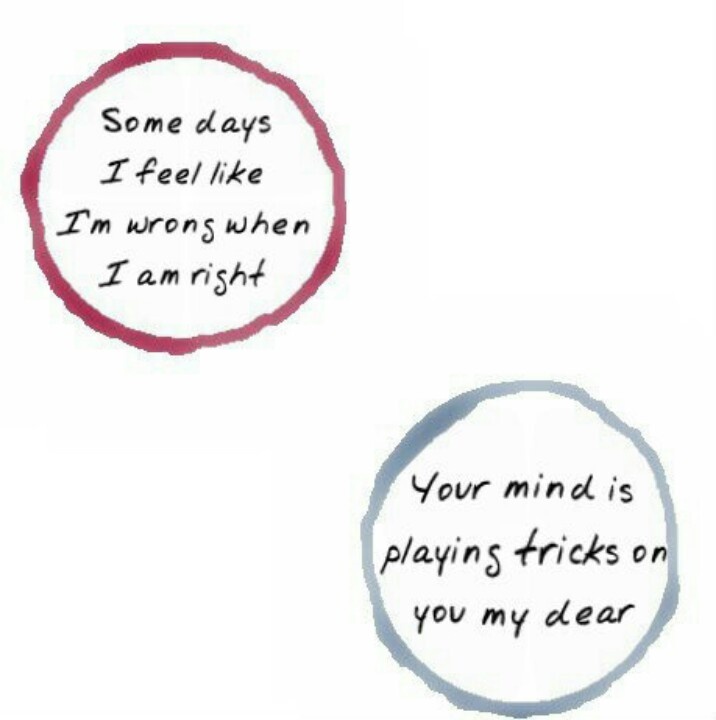 Some days
I feel like
I'm wrong when
I am right
Your mind is
playing tricks on
you my dear